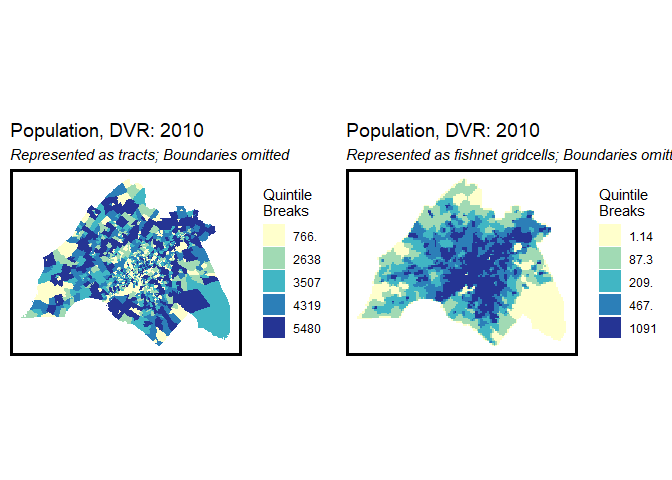 Population, DVR: 2010
Represented as tracts; Boundaries omitted
Quintile
Breaks
766.
2638
3507
4319
5480
Population, DVR: 2010
Represented as fishnet gridcells; Boundaries omitt
Quintile
Breaks
1.14
87.3
209.
467.
1091